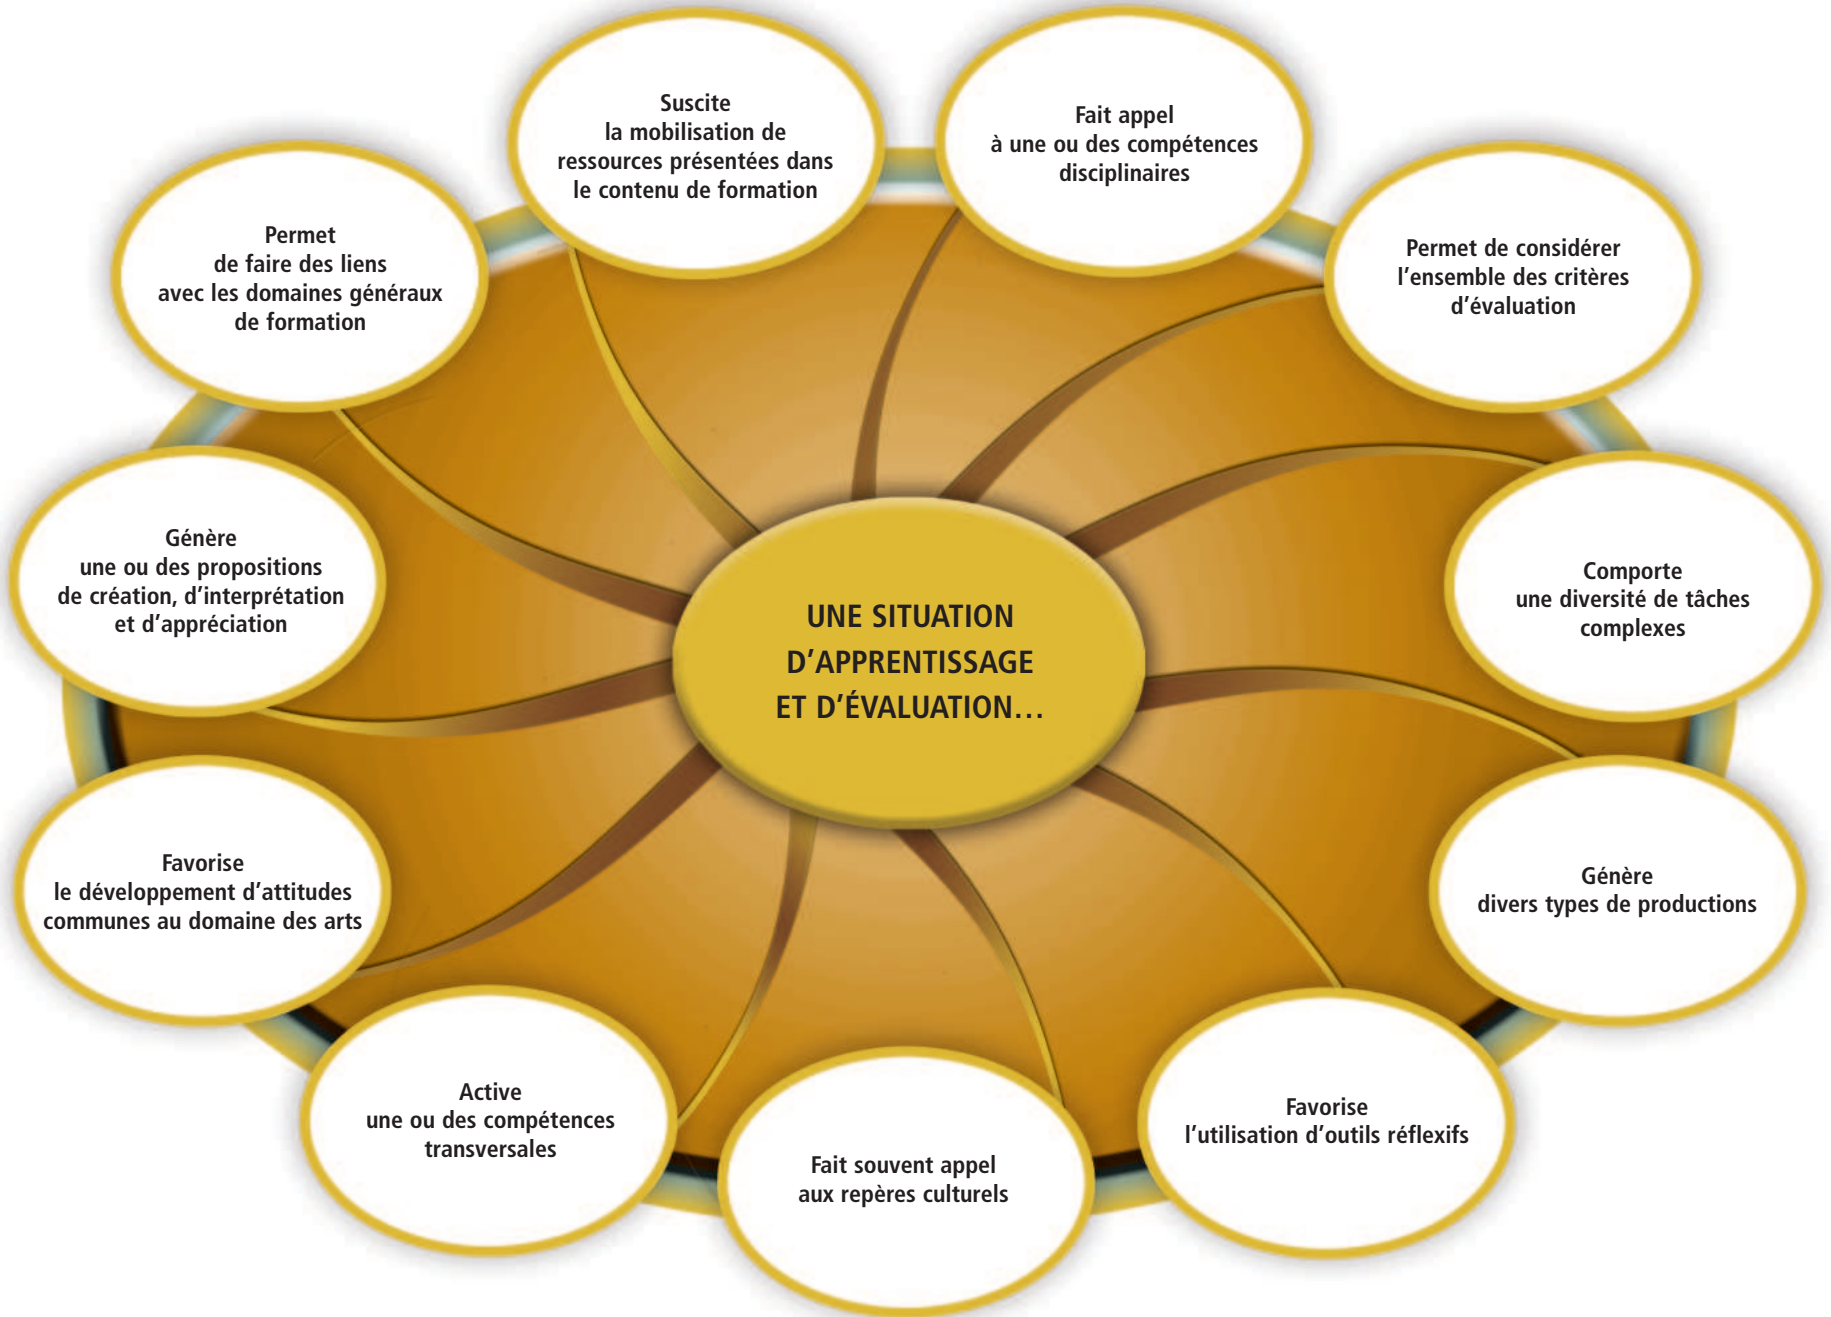 Suscite
la mobilisation de
ressources présentées dans
le contenu de formation
Fait appel
à une ou des compétences
disciplinaires
Permet de considérer
l'ensemble des critères
d'évaluation
Comporte
une diversité de tâches
complexes
Génère
divers types de productions
Favorise
l'utilisation d'outils réflexifs
Fait souvent appel
aux repères culturels
Active
une ou des compétences
transversales
Favorise
le développement d'attitudes
communes au domaine des arts
Génère
une ou des propositions
de création, d'interprétation
et d'appréciation
Permet
de faire des liens
avec les domaines généraux
de formation
UNE SITUATION
D'APPRENTISSAGE
ET D'ÉVALUATION…